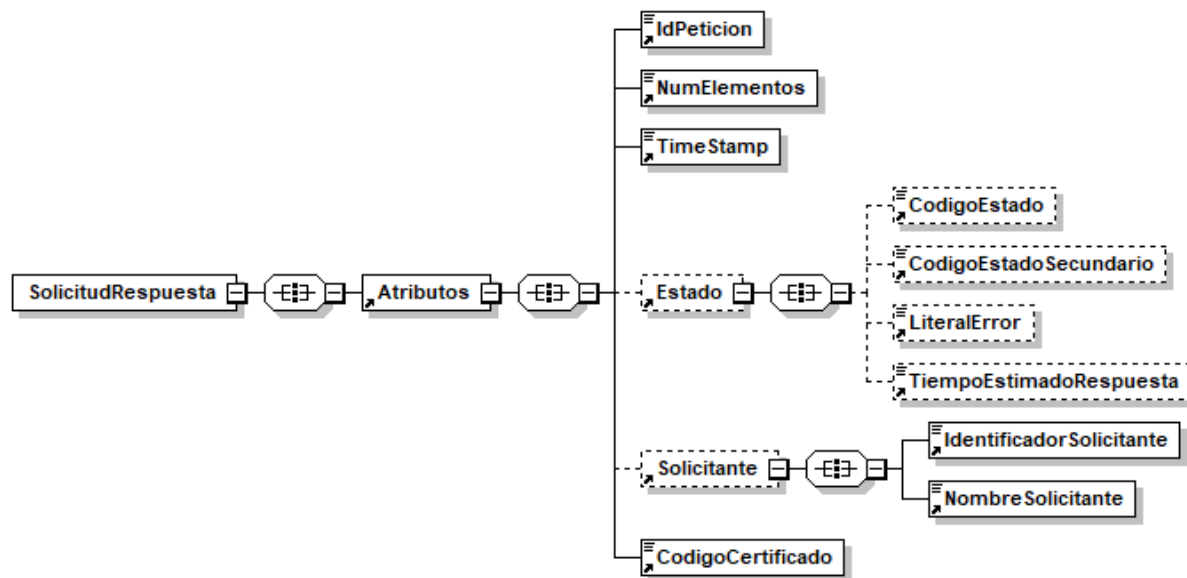 IdPeticion
NumElementos
TimeStamp
CodigoEstado
CodigoEstadoSecundario
SolicitudRespuesta
Atributos
Estado
LiteralError
TiempoEstimadoRespuesta
IdentificadorSolicitante
Solicitante
NombreSolicitante
CodigoCertificado